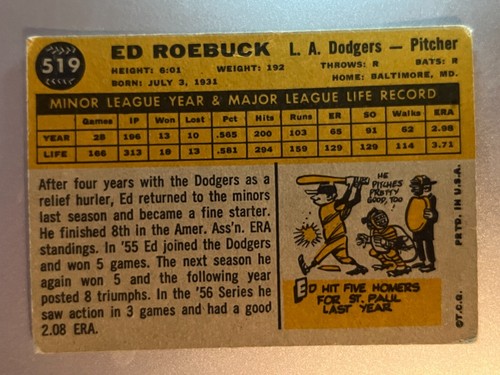 519
ED ROEBUCK L. A. Dodgers — Pitcher
HEIGHT: 6:01 WEIGHT: 192 THROWS: R BATS: R
BORN: JULY 3, 1931 HOME: BALTIMORE, MD.
MINOR LEAGUE YEAR & MAJOR LEAGUE LIFE RECORD
Games IP Won Lost Pct Hits Runs ER SO Walks ERA
YEAR 28 196 13 10 .565 200 103 65 91 62 2.98
LIFE 166 313 18 13 .581 294 159 129 129 114 3.71
After four years with the Dodgers as a
relief hurler, Ed returned to the minors
last season and became a fine starter.
He finished 8th in the Amer. Ass'n. ERA
standings. In '55 Ed joined the Dodgers
and won 5 games. The next season he
again won 5 and the following year
posted 8 triumphs. In the '56 Series he
saw action in 3 games and had a good
2.08 ERA.
HE
PITCHES
PRETTY
GOOD, TOO!
ED HIT FIVE HOMERS
FOR ST. PAUL
LAST YEAR
©T.C.G. PRTD. IN U.S.A.